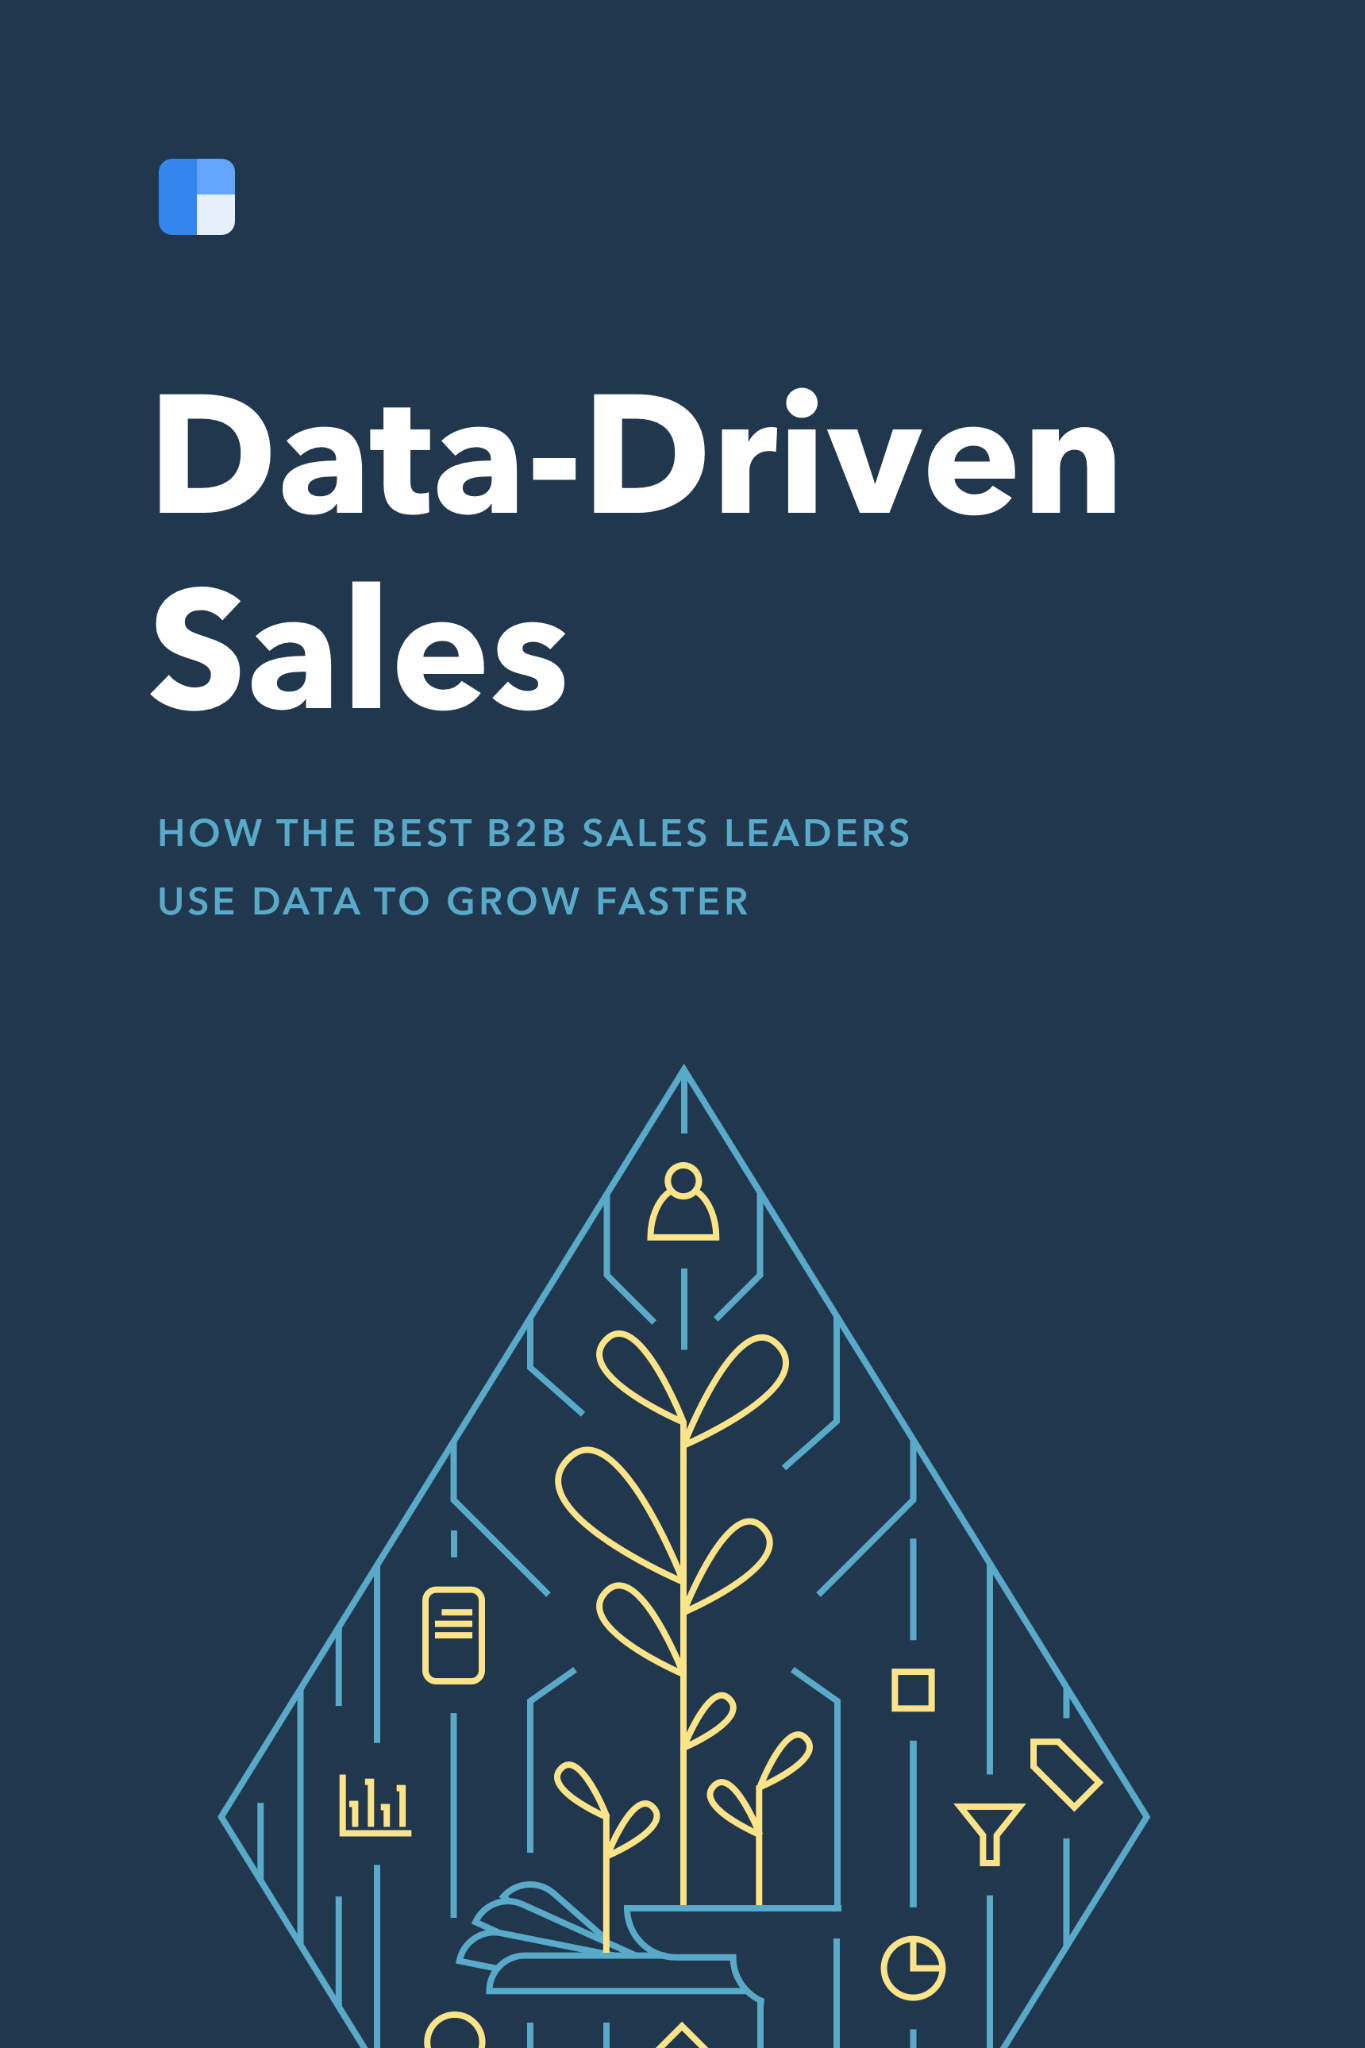 Data-Driven
Sales
HOW THE BEST B2B SALES LEADERS
USE DATA TO GROW FASTER